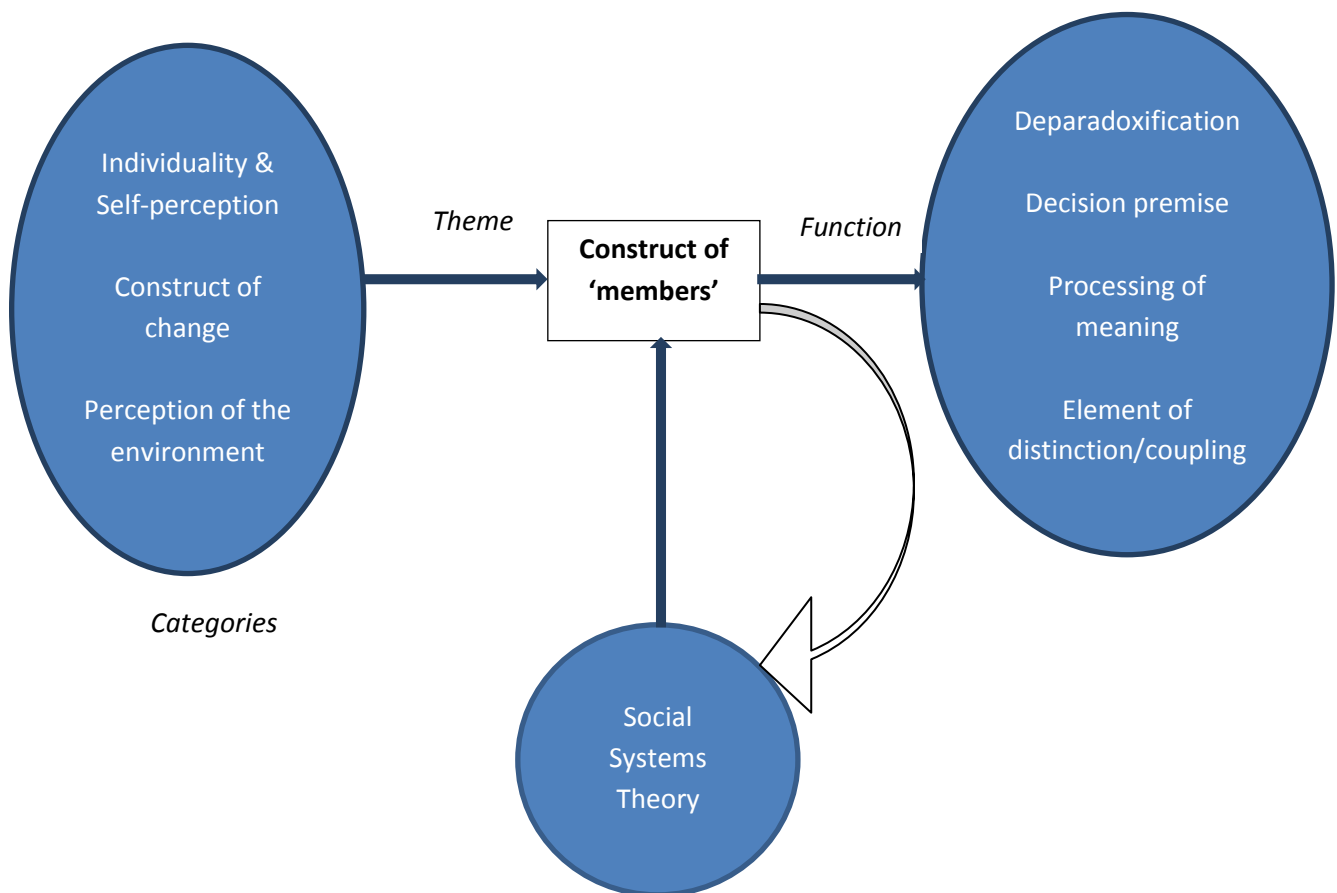 Individuality &
Self-perception
Construct of
change
Perception of the
environment
Categories
Theme
Construct of
‘members’
Function
Deparadoxification
Decision premise
Processing of
meaning
Element of
distinction/coupling
Social
Systems
Theory